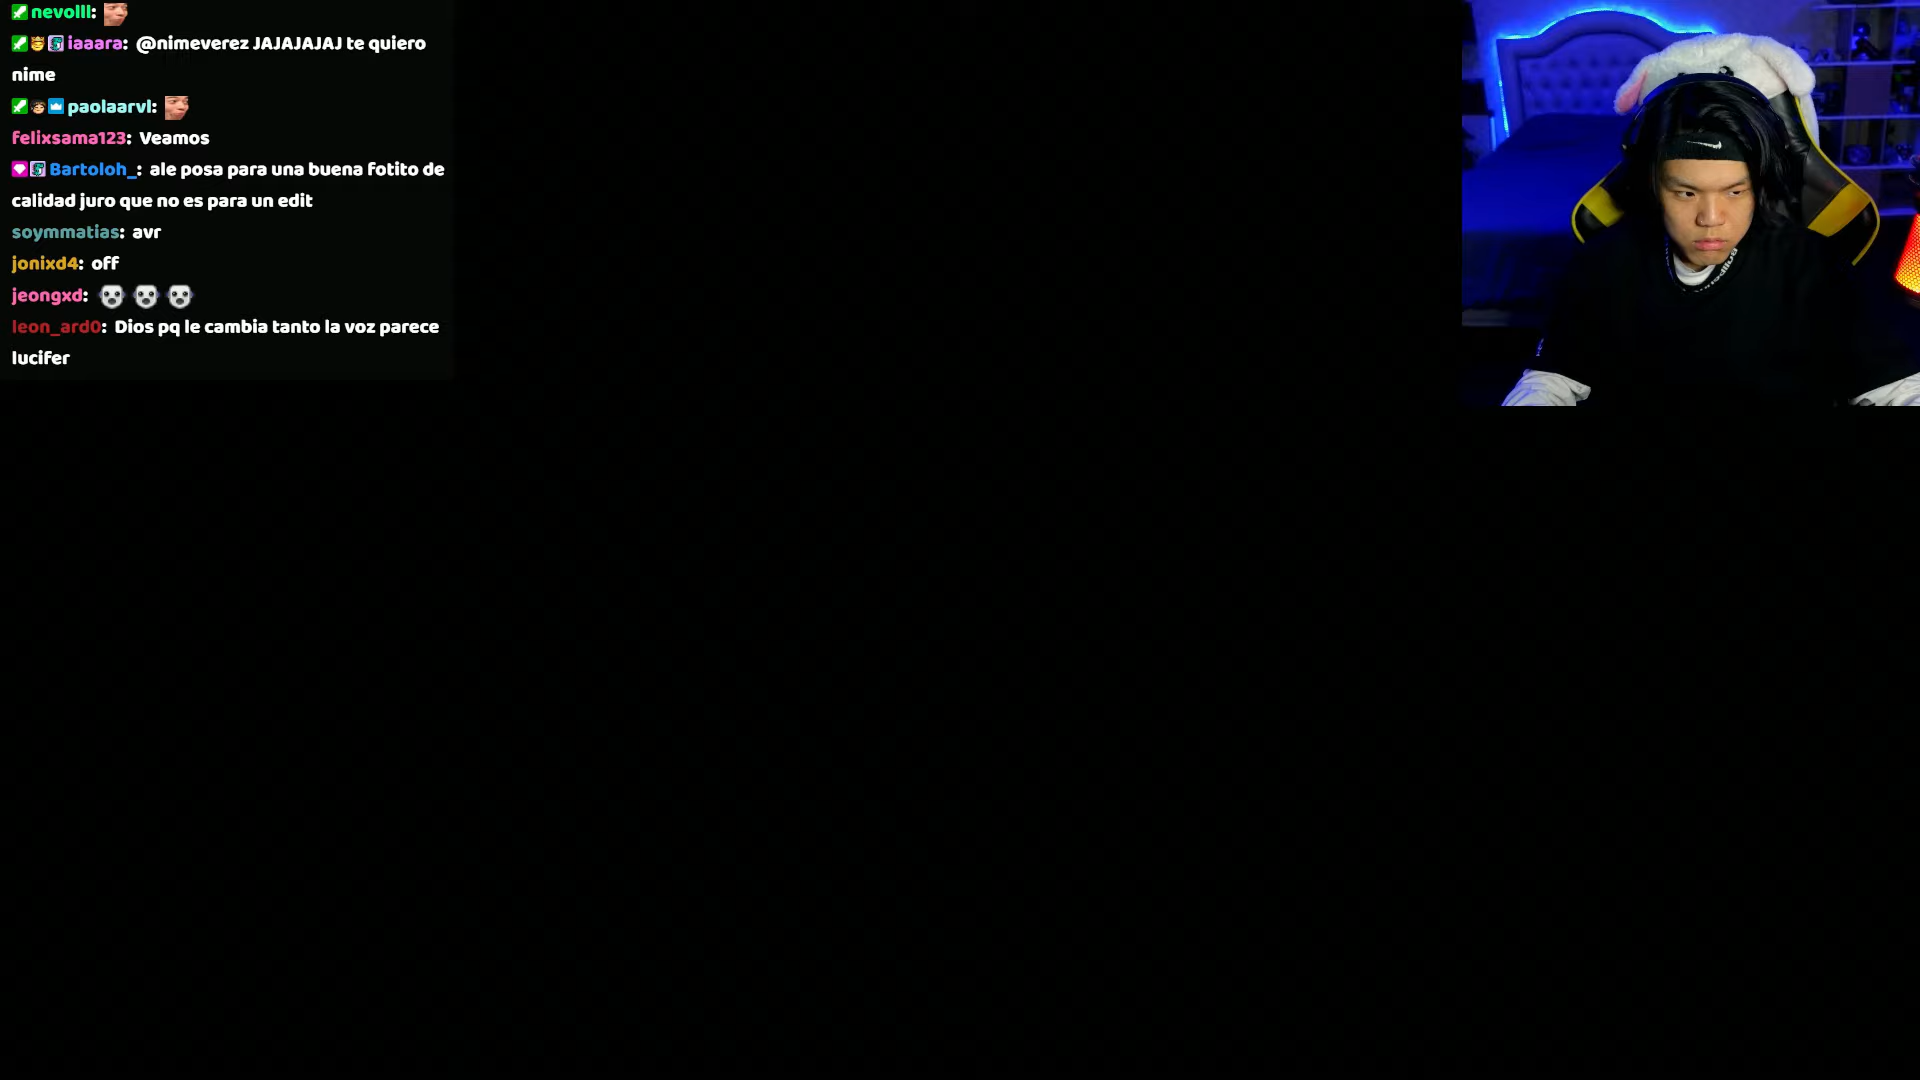 nevolll:
iaaara: @nimeverez JAJAJAJAJ te quiero
nime
paolaarvl:
felixsama123: Veamos
Bartoloh_: ale posa para una buena fotito de
calidad juro que no es para un edit
soymmatias: avr
jonixd4: off
jeongxd:
leon_ard0: Dios pq le cambia tanto la voz parece
lucifer